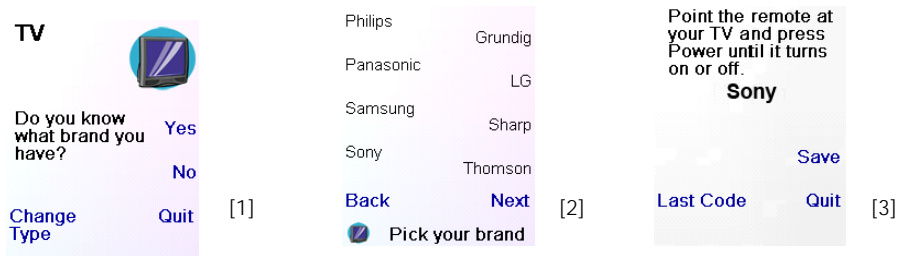 TV
Do you know
what brand you
have?
Yes
No
Change
Type
Quit
[1]
Philips
Grundig
Panasonic
LG
Samsung
Sharp
Sony
Thomson
Back
Next
Pick your brand
[2]
Point the remote at
your TV and press
Power until it turns
on or off.
Sony
Save
Last Code
Quit
[3]